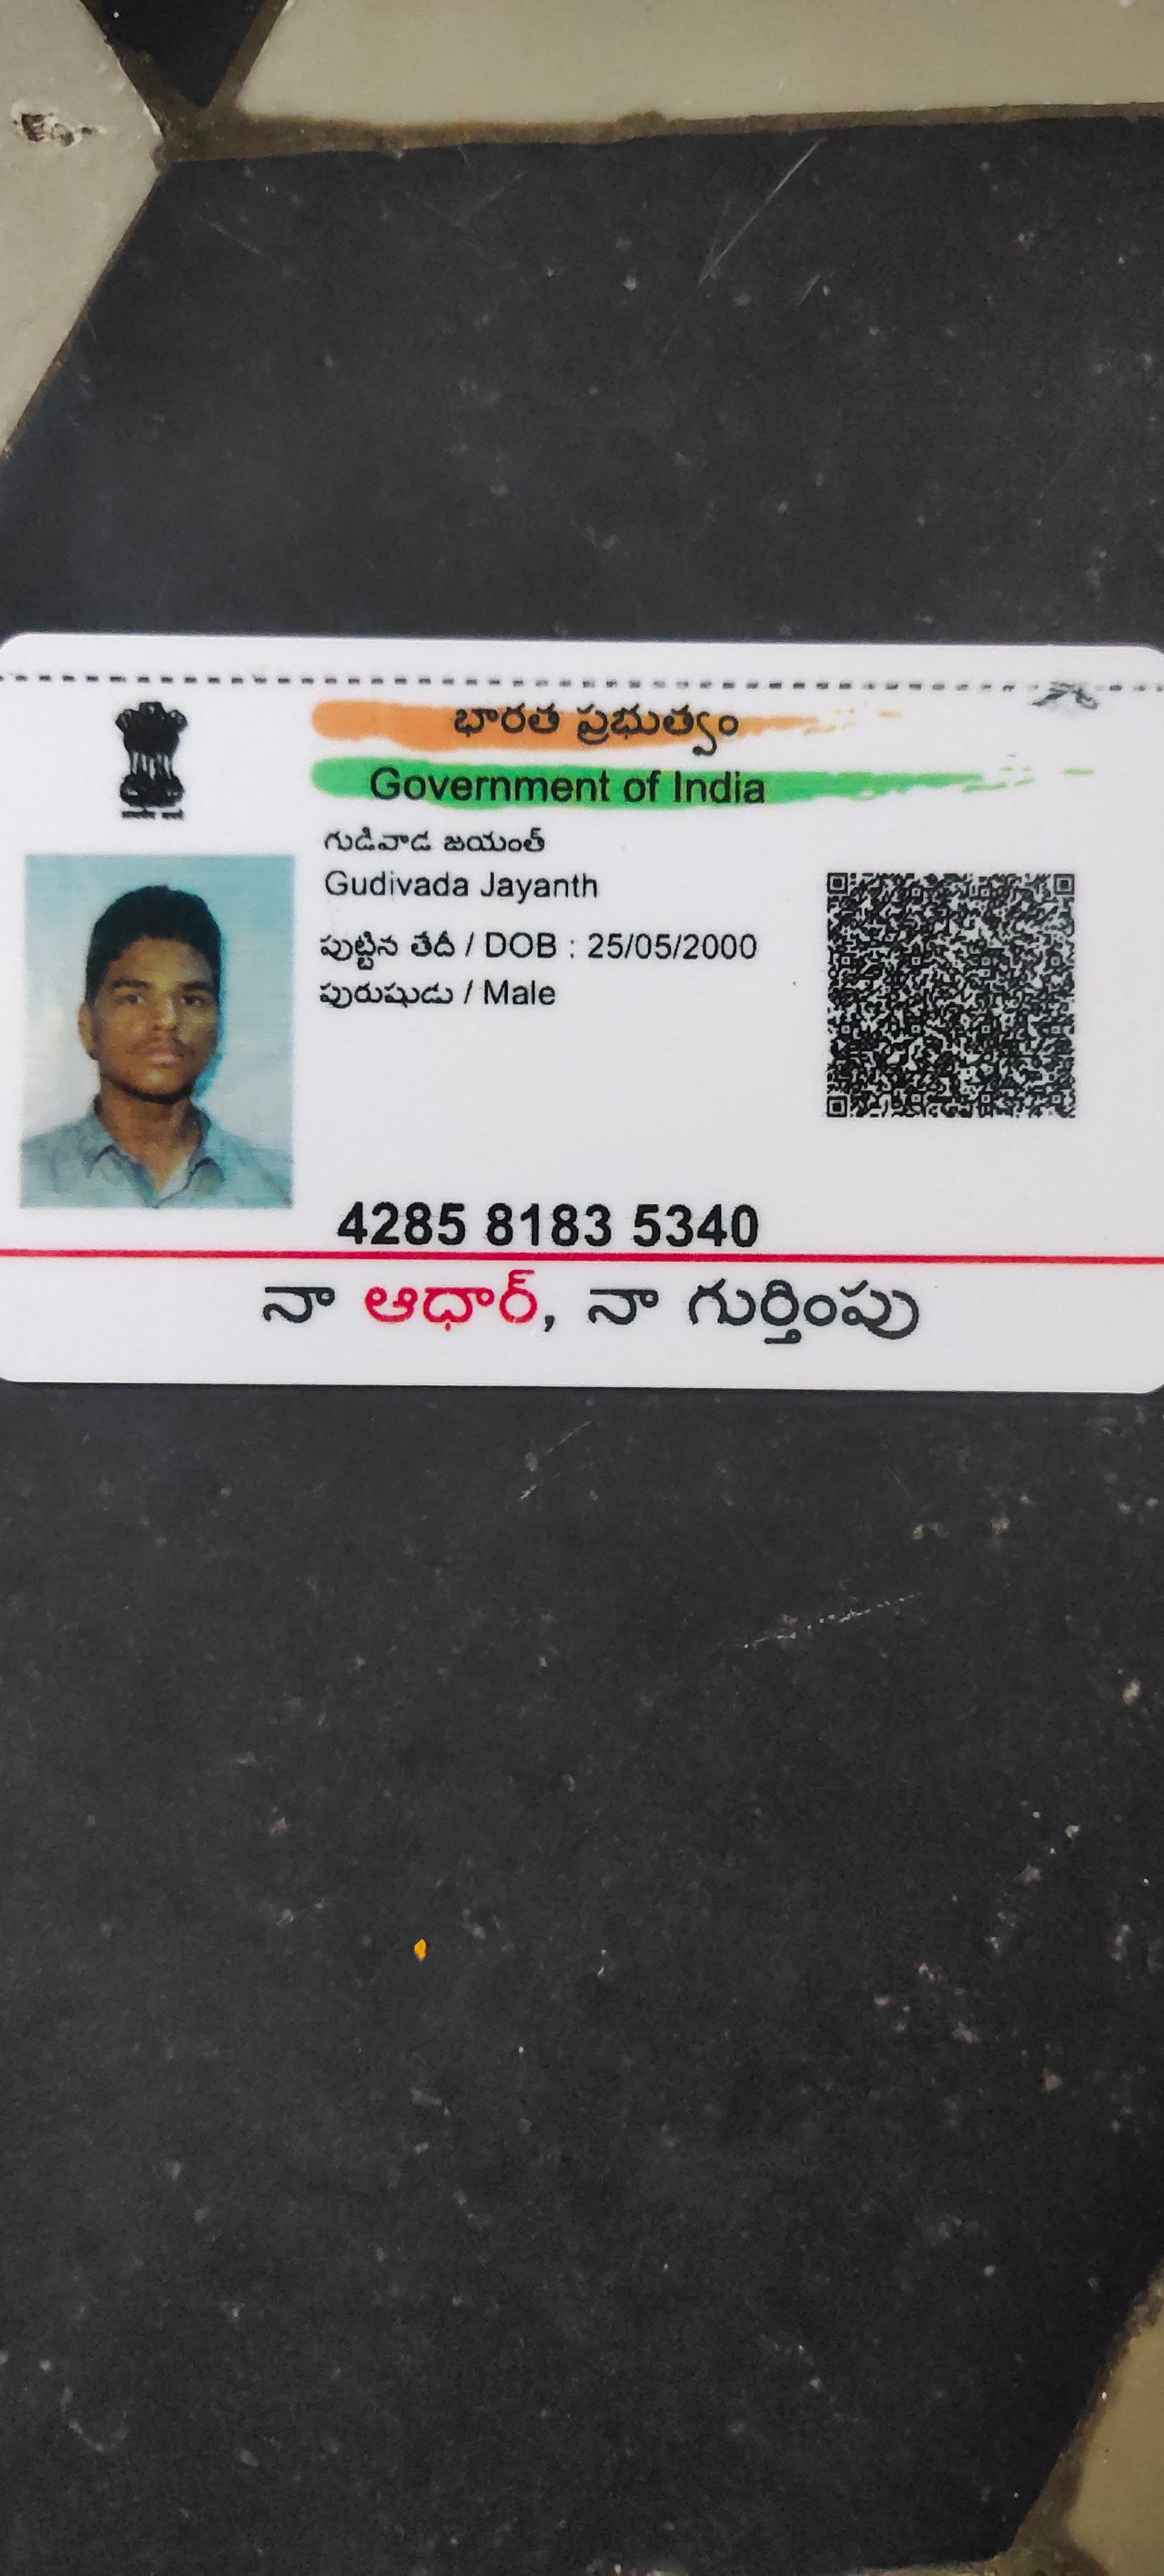 భారత ప్రభుత్వం
Government of India
గుడివాడ జయంత్
Gudivada Jayanth
పుట్టిన తేదీ / DOB : 25/05/2000
పురుషుడు / Male
4285 8183 5340
నా ఆధార్, నా గుర్తింపు